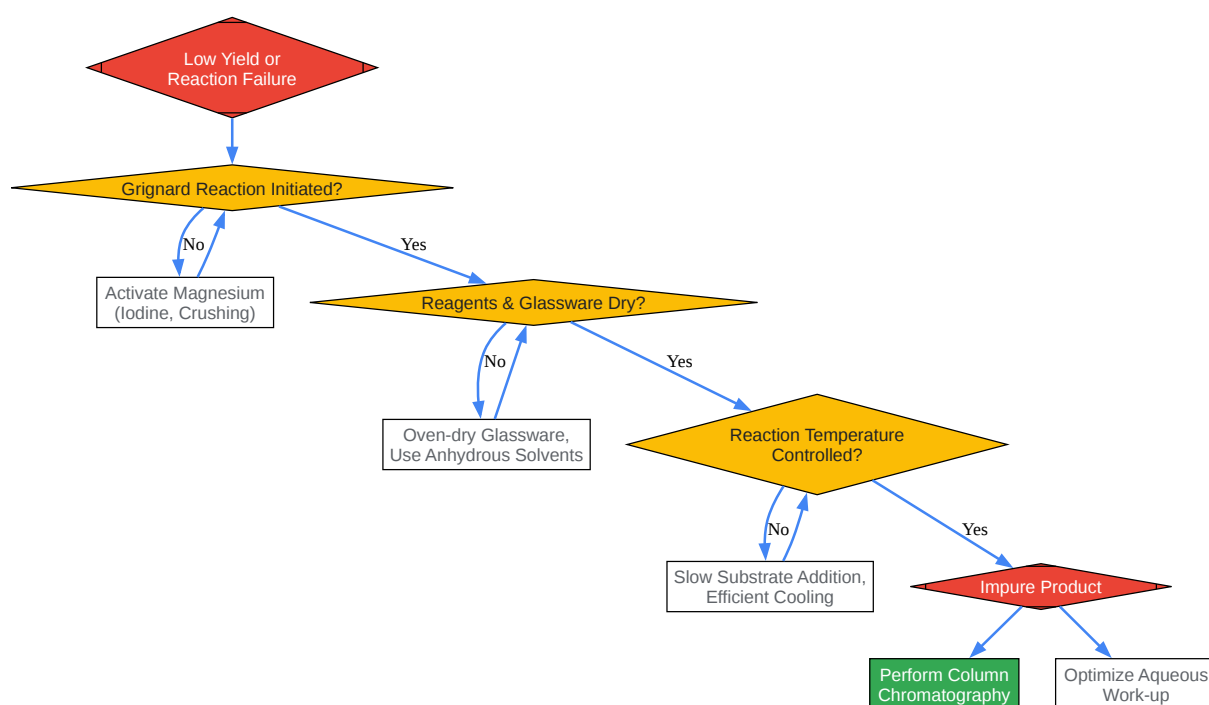 Low Yield or
Reaction Failure
Grignard Reaction Initiated?
No
Yes
Activate Magnesium
(Iodine, Crushing)
Reagents & Glassware Dry?
No
Yes
Oven-dry Glassware,
Use Anhydrous Solvents
Reaction Temperature
Controlled?
No
Yes
Slow Substrate Addition,
Efficient Cooling
Impure Product
Perform Column
Chromatography
Optimize Aqueous
Work-up